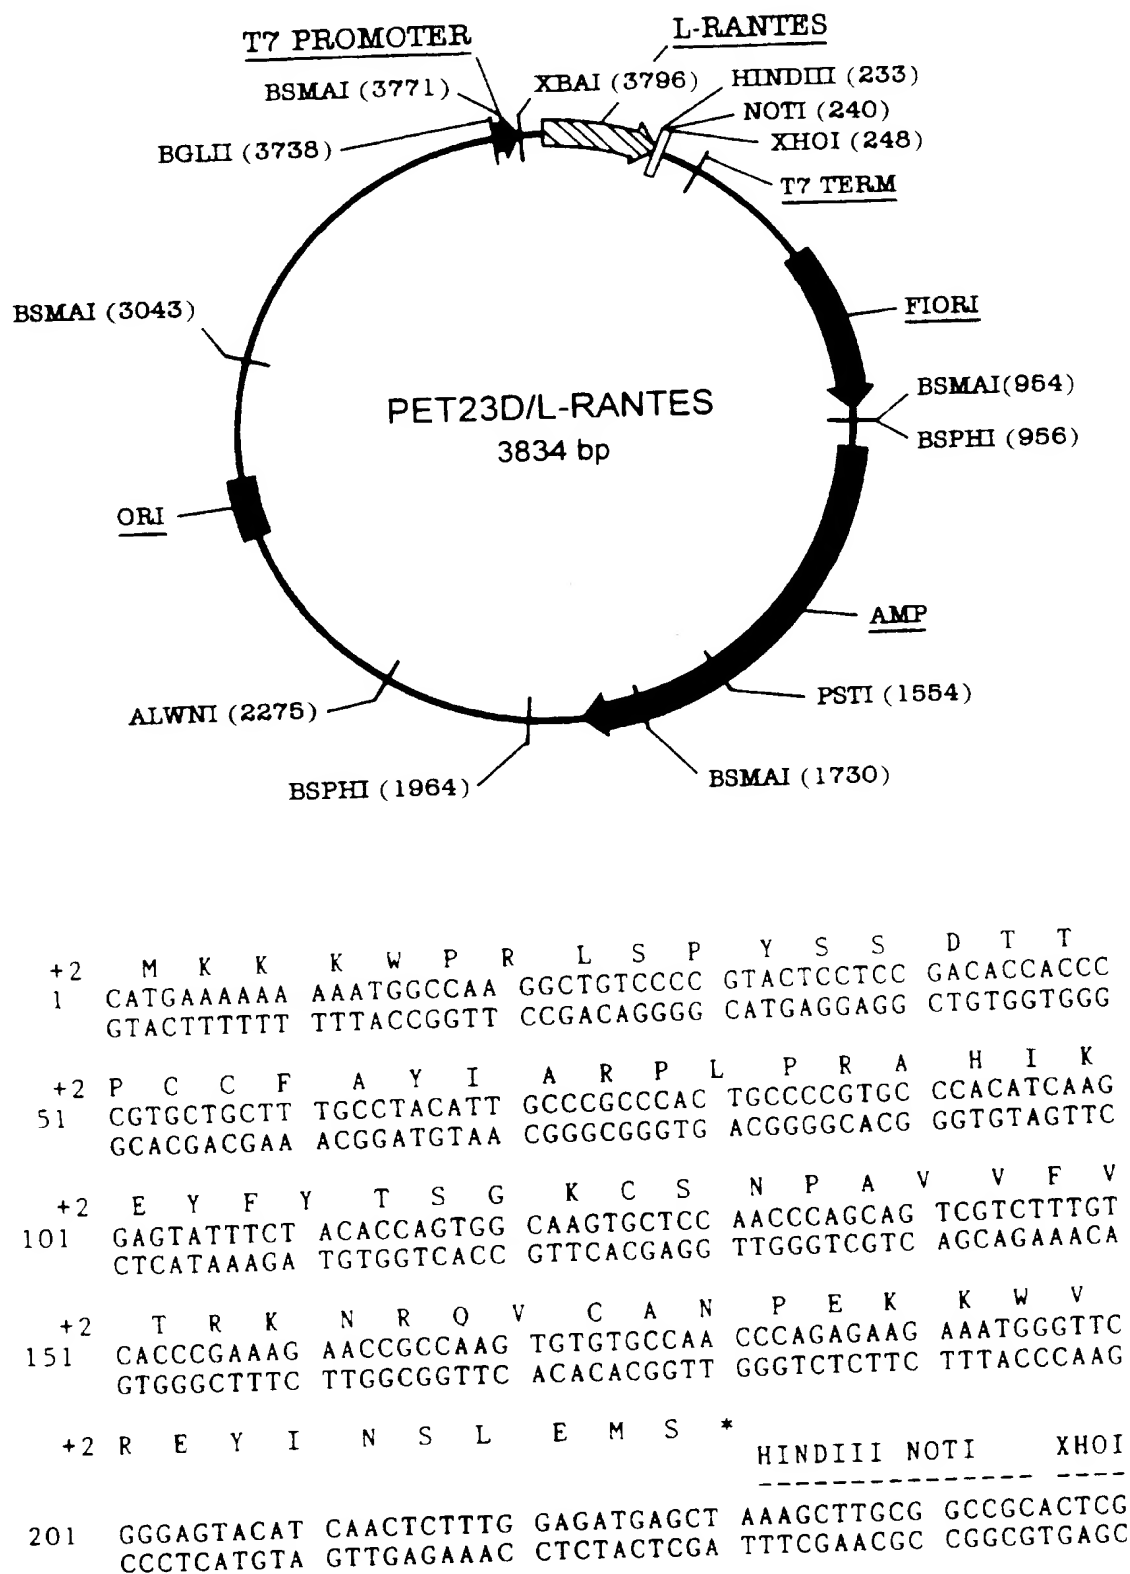 T7 PROMOTER
L-RANTES
BSMAI (3771)
XBAI (3796)
HINDIII (233)
NOTI (240)
XHOI (248)
BGLII (3738)
T7 TERM
BSMAI (3043)
FIORI
BSMAI(954)
BSPHI (956)
PET23D/L-RANTES
3834 bp
ORI
AMP
PSTI (1554)
ALWNI (2275)
BSMAI (1730)
BSPHI (1964)
+2 M K K K W P R L S P Y S S D T T
1 CATGAAAAAA AAATGGCCAA GGCTGTCCCC GTACTCCTCC GACACCACCC
GTACTTTTTT TTTACCGGTT CCGACAGGGG CATGAGGAGG CTGTGGTGGG
+2 P C C F A Y I A R P L P R A H I K
51 CGTGCTGCTT TGCCTACATT GCCCGCCCAC TGCCCCGTGC CCACATCAAG
GCACGACGAA ACGGATGTAA CGGGCGGGTG ACGGGGCACG GGTGTAGTTC
+2 E Y F Y T S G K C S N P A V V F V
101 GAGTATTTCT ACACCAGTGG CAAGTGCTCC AACCCAGCAG TCGTCTTTGT
CTCATAAAGA TGTGGTCACC GTTCACGAGG TTGGGTCGTC AGCAGAAACA
+2 T R K N R Q V C A N P E K K W V
151 CACCCGAAAG AACCGCCAAG TGTGTGCCAA CCCAGAGAAG AAATGGGTTC
GTGGGCTTTC TTGGCGGTTC ACACACGGTT GGGTCTCTTC TTTACCCAAG
+2 R E Y I N S L E M S *
HINDIII NOTI XHOI
201 GGGAGTACAT CAACTCTTTG GAGATGAGCT AAAGCTTGCG GCCGCACTCG
CCCTCATGTA GTTGAGAAAC CTCTACTCGA TTTCGAACGC CGGCGTGAGC